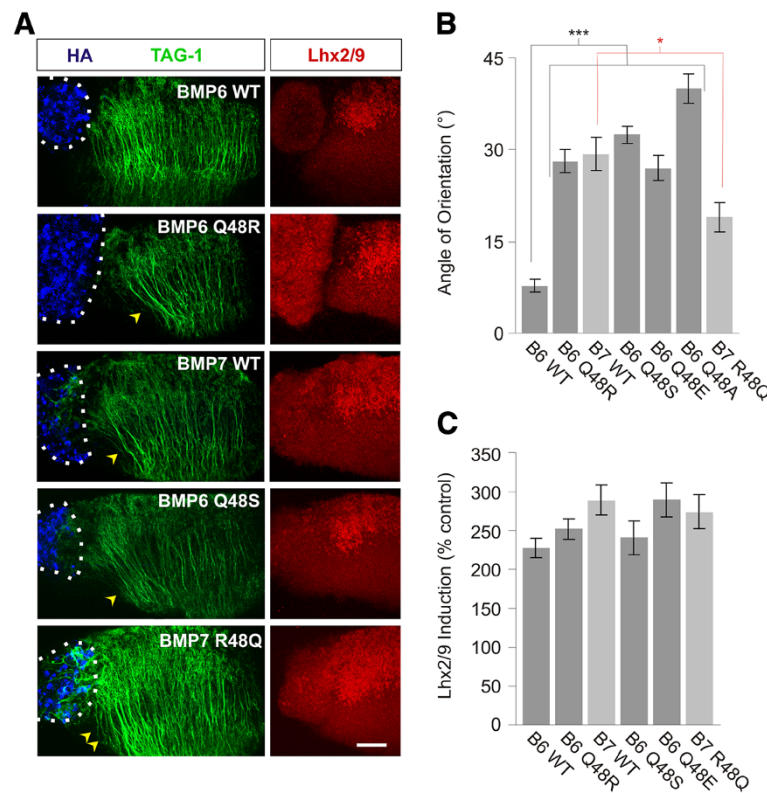 A
HA TAG-1 Lhx2/9
BMP6 WT
BMP6 Q48R
BMP7 WT
BMP6 Q48S
BMP7 R48Q
B
*** *
45
30
15
0
Angle of Orientation (°)
B6 WT
B6 Q48R
B7 WT
B6 Q48S
B6 Q48E
B6 Q48A
B7 R48Q
C
350
300
250
200
150
100
50
0
Lhx2/9 Induction (% control)
B6 WT
B6 Q48R
B7 WT
B6 Q48S
B6 Q48E
B7 R48Q